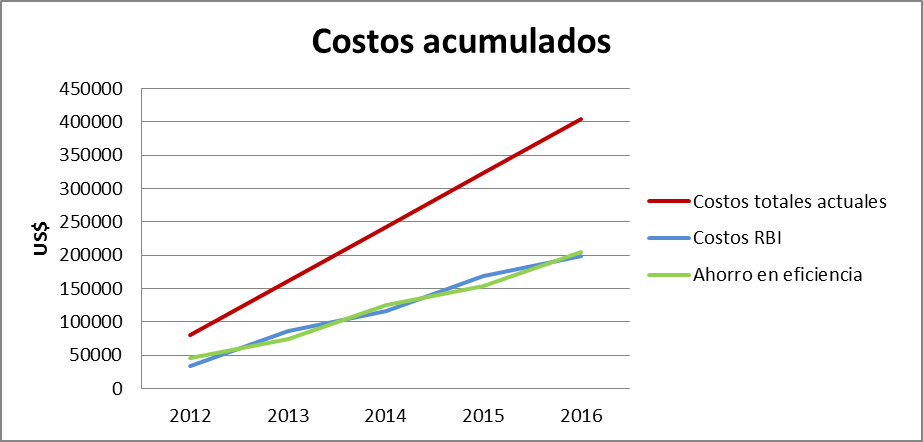 Costos acumulados
US$
450000
400000
350000
300000
250000
200000
150000
100000
50000
0
2012 2013 2014 2015 2016
Costos totales actuales
Costos RBI
Ahorro en eficiencia